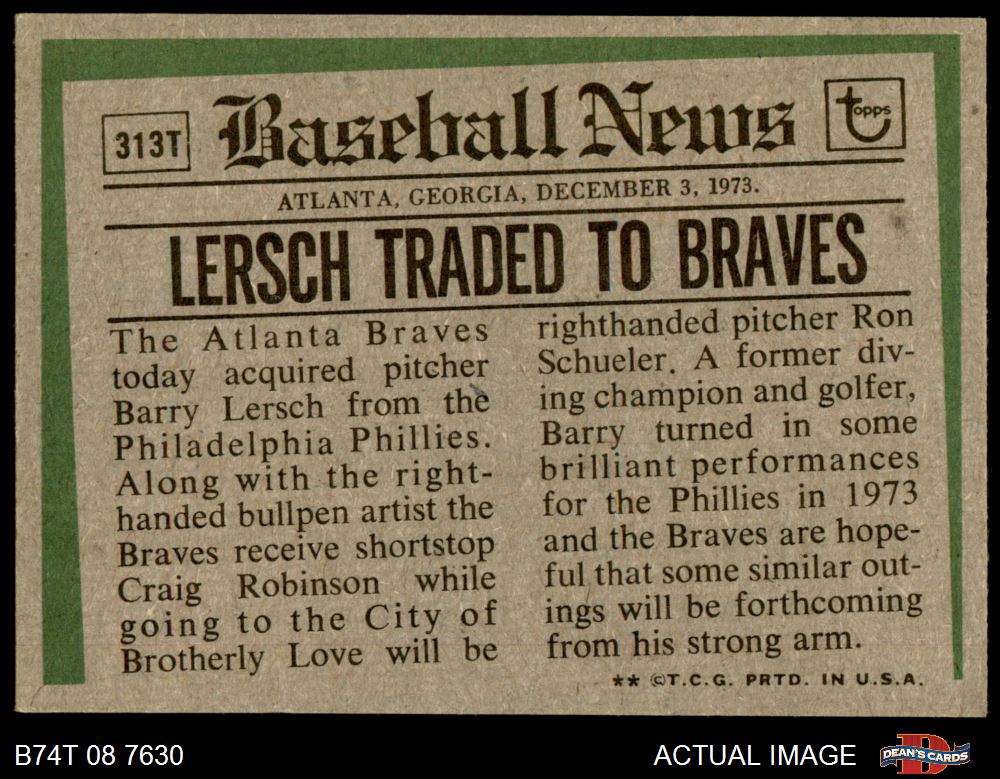 313T
Baseball News
topps
ATLANTA, GEORGIA, DECEMBER 3, 1973.
LERSCH TRADED TO BRAVES
The Atlanta Braves
today acquired pitcher
Barry Lersch from the
Philadelphia Phillies.
Along with the right-
handed bullpen artist the
Braves receive shortstop
Craig Robinson while
going to the City of
Brotherly Love will be
righthanded pitcher Ron
Schueler. A former div-
ing champion and golfer,
Barry turned in some
brilliant performances
for the Phillies in 1973
and the Braves are hope-
ful that some similar out-
ings will be forthcoming
from his strong arm.
** ©T.C.G. PRTD. IN U.S.A.
B74T 08 7630
ACTUAL IMAGE
DEAN'S CARDS